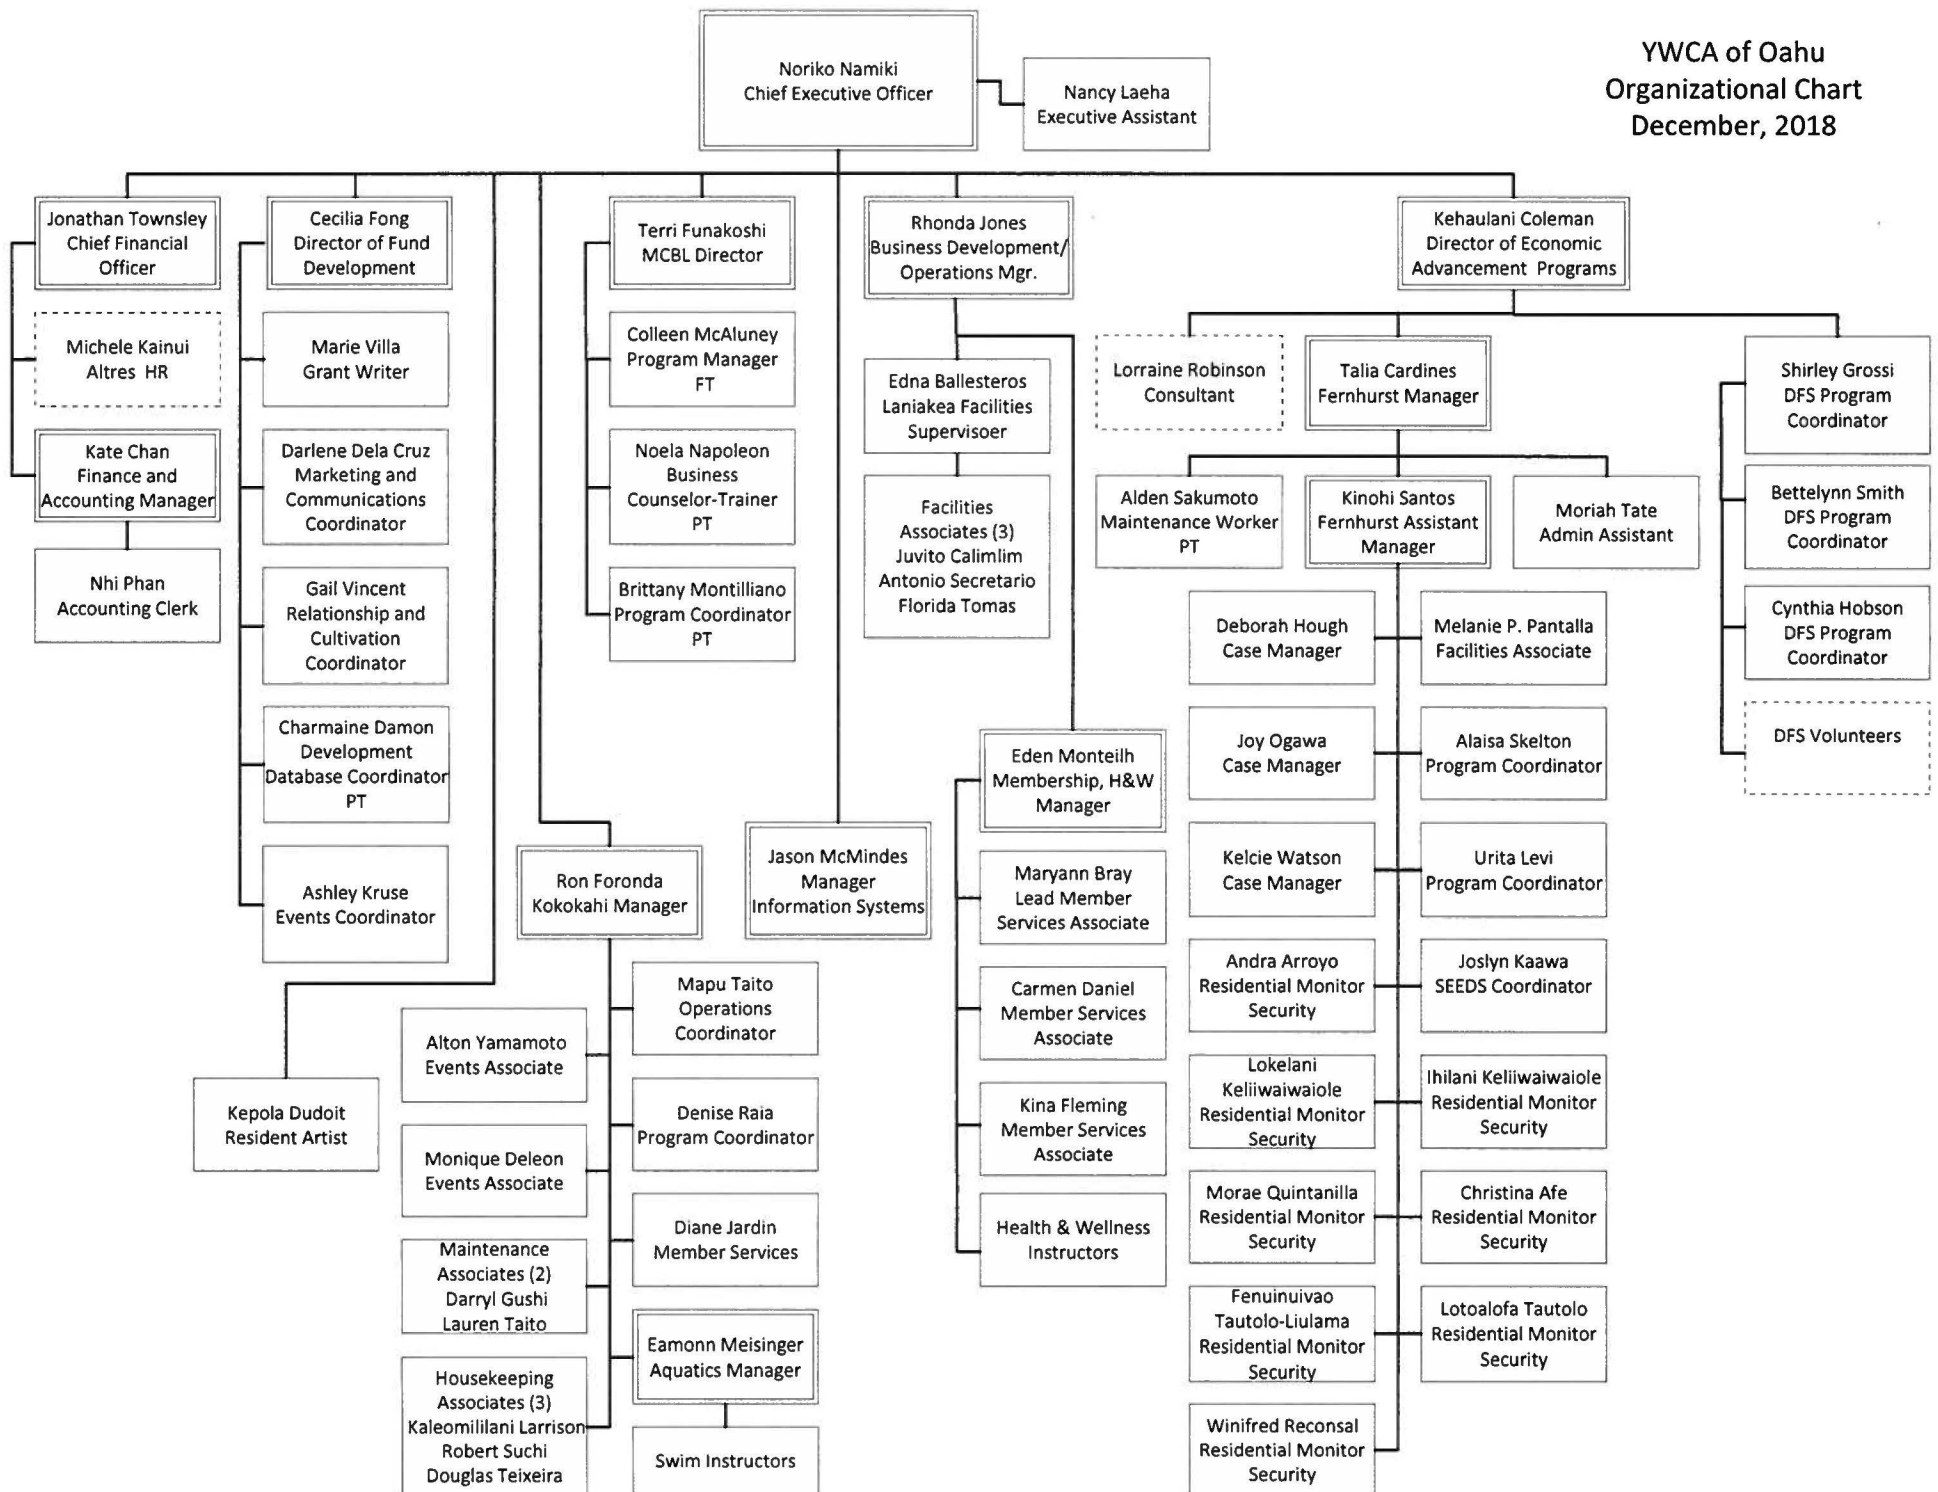 YWCA of Oahu
Organizational Chart
December, 2018
Noriko Namiki
Chief Executive Officer
Nancy Laeha
Executive Assistant
Jonathan Townsley
Chief Financial
Officer
Michele Kainui
Altres HR
Kate Chan
Finance and
Accounting Manager
Nhi Phan
Accounting Clerk
Cecilia Fong
Director of Fund
Development
Marie Villa
Grant Writer
Darlene Dela Cruz
Marketing and
Communications
Coordinator
Gail Vincent
Relationship and
Cultivation
Coordinator
Charmaine Damon
Development
Database Coordinator
PT
Ashley Kruse
Events Coordinator
Kepola Dudoit
Resident Artist
Terri Funakoshi
MCBL Director
Colleen McAluney
Program Manager
FT
Noela Napoleon
Business
Counselor-Trainer
PT
Brittany Montilliano
Program Coordinator
PT
Ron Foronda
Kokokahi Manager
Mapu Taito
Operations
Coordinator
Alton Yamamoto
Events Associate
Denise Raia
Program Coordinator
Monique Deleon
Events Associate
Diane Jardin
Member Services
Maintenance
Associates (2)
Darryl Gushi
Lauren Taito
Eamonn Meisinger
Aquatics Manager
Housekeeping
Associates (3)
Kaleomililani Larrison
Robert Suchi
Douglas Teixeira
Swim Instructors
Jason McMindes
Manager
Information Systems
Rhonda Jones
Business Development/
Operations Mgr.
Edna Ballesteros
Laniakea Facilities
Supervisoer
Facilities
Associates (3)
Juvito Calimlim
Antonio Secretario
Florida Tomas
Eden Monteilh
Membership, H&W
Manager
Maryann Bray
Lead Member
Services Associate
Carmen Daniel
Member Services
Associate
Kina Fleming
Member Services
Associate
Health & Wellness
Instructors
Kehaulani Coleman
Director of Economic
Advancement Programs
Lorraine Robinson
Consultant
Talia Cardines
Fernhurst Manager
Alden Sakumoto
Maintenance Worker
PT
Kinohi Santos
Fernhurst Assistant
Manager
Moriah Tate
Admin Assistant
Deborah Hough
Case Manager
Melanie P. Pantalla
Facilities Associate
Joy Ogawa
Case Manager
Alaisa Skelton
Program Coordinator
Kelcie Watson
Case Manager
Urita Levi
Program Coordinator
Andra Arroyo
Residential Monitor
Security
Joslyn Kaawa
SEEDS Coordinator
Lokelani
Keliiwaiwaiole
Residential Monitor
Security
Ihilani Keliiwaiwaiole
Residential Monitor
Security
Morae Quintanilla
Residential Monitor
Security
Christina Afe
Residential Monitor
Security
Fenuinuivao
Tautolo-Liulama
Residential Monitor
Security
Lotoalofa Tautolo
Residential Monitor
Security
Winifred Reconsal
Residential Monitor
Security
Shirley Grossi
DFS Program
Coordinator
Bettelynn Smith
DFS Program
Coordinator
Cynthia Hobson
DFS Program
Coordinator
DFS Volunteers